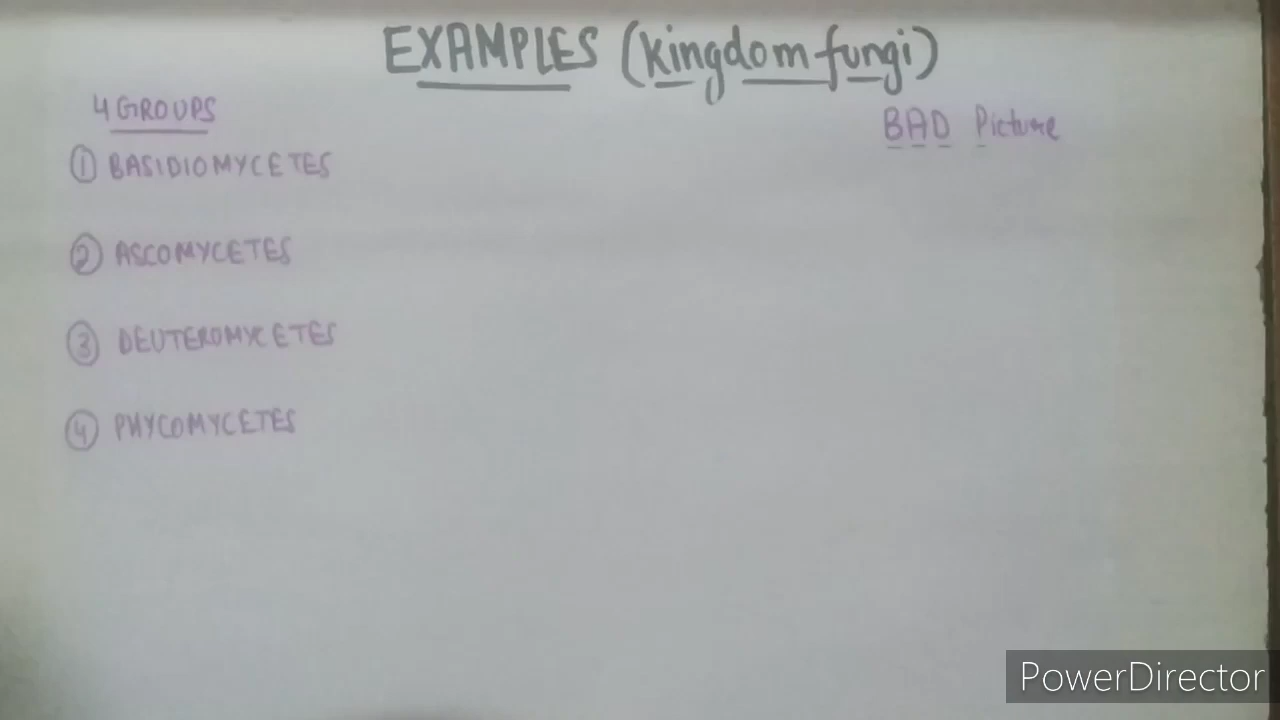 EXAMPLES (kingdom fungi)
4 GROUPS
BAD Picture
① BASIDIOMYCETES
② ASCOMYCETES
③ DEUTEROMYCETES
④ PHYCOMYCETES
PowerDirector